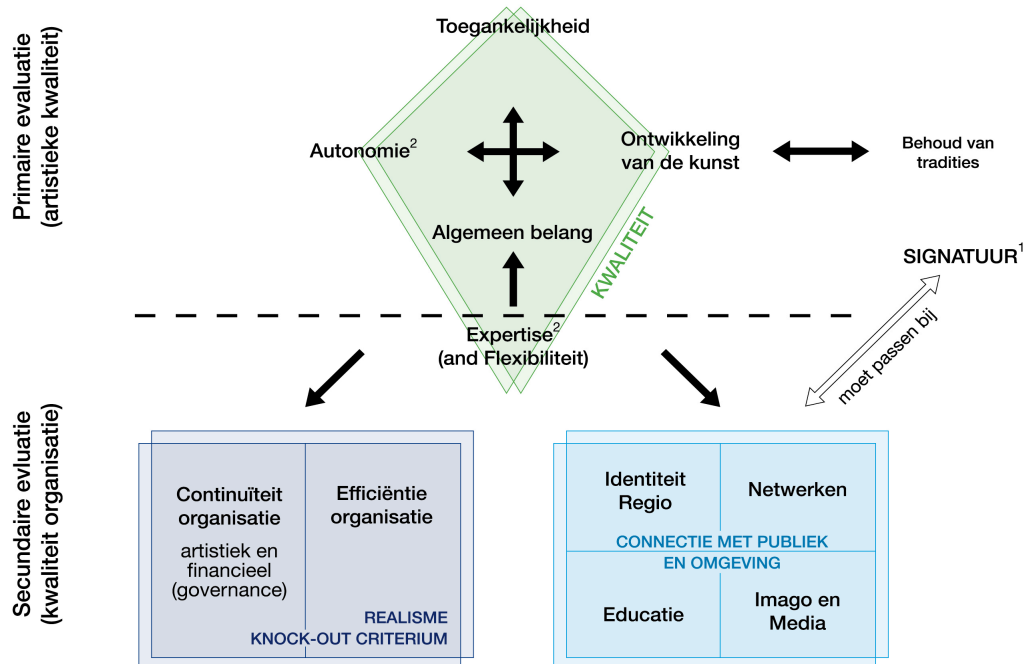 Primaire evaluatie
(artistieke kwaliteit)
Toegankelijkheid
Autonomie²
Ontwikkeling
van de kunst
Behoud van
tradities
Algemeen belang
KWALITEIT
SIGNATUUR¹
Expertise²
(and Flexibiliteit)
moet passen bij
Secundaire evluatie
(kwaliteit organisatie)
Continuïteit
organisatie
artistiek en
financieel
(governance)
Efficiëntie
organisatie
REALISME
KNOCK-OUT CRITERIUM
Identiteit
Regio
Netwerken
CONNECTIE MET PUBLIEK
EN OMGEVING
Educatie
Imago en
Media